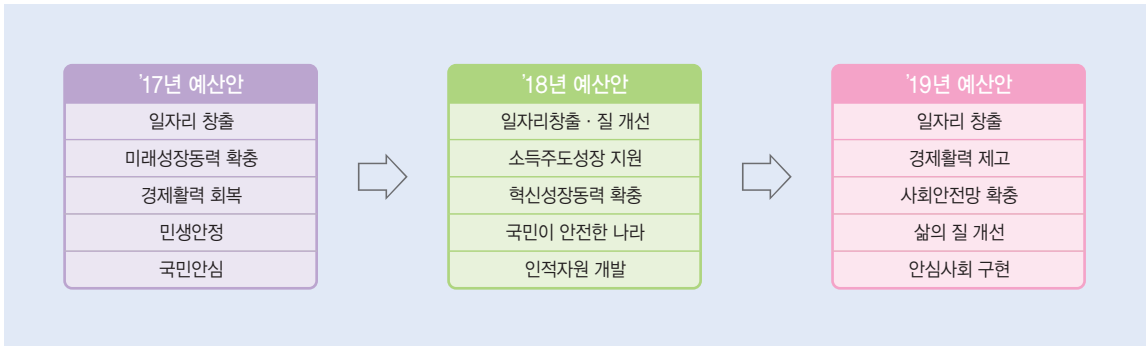 ’17년 예산안
일자리 창출
미래성장동력 확충
경제활력 회복
민생안정
국민안심
’18년 예산안
일자리창출 · 질 개선
소득주도성장 지원
혁신성장동력 확충
국민이 안전한 나라
인적자원 개발
’19년 예산안
일자리 창출
경제활력 제고
사회안전망 확충
삶의 질 개선
안심사회 구현